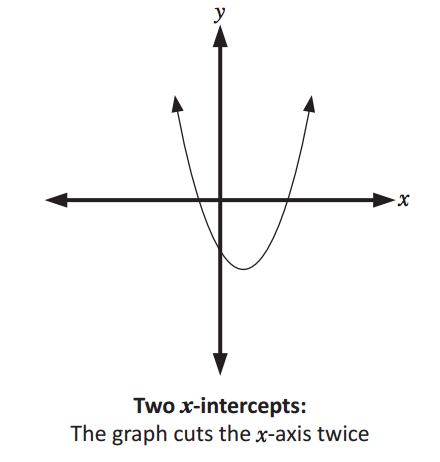 y
x
Two x-intercepts:
The graph cuts the x-axis twice